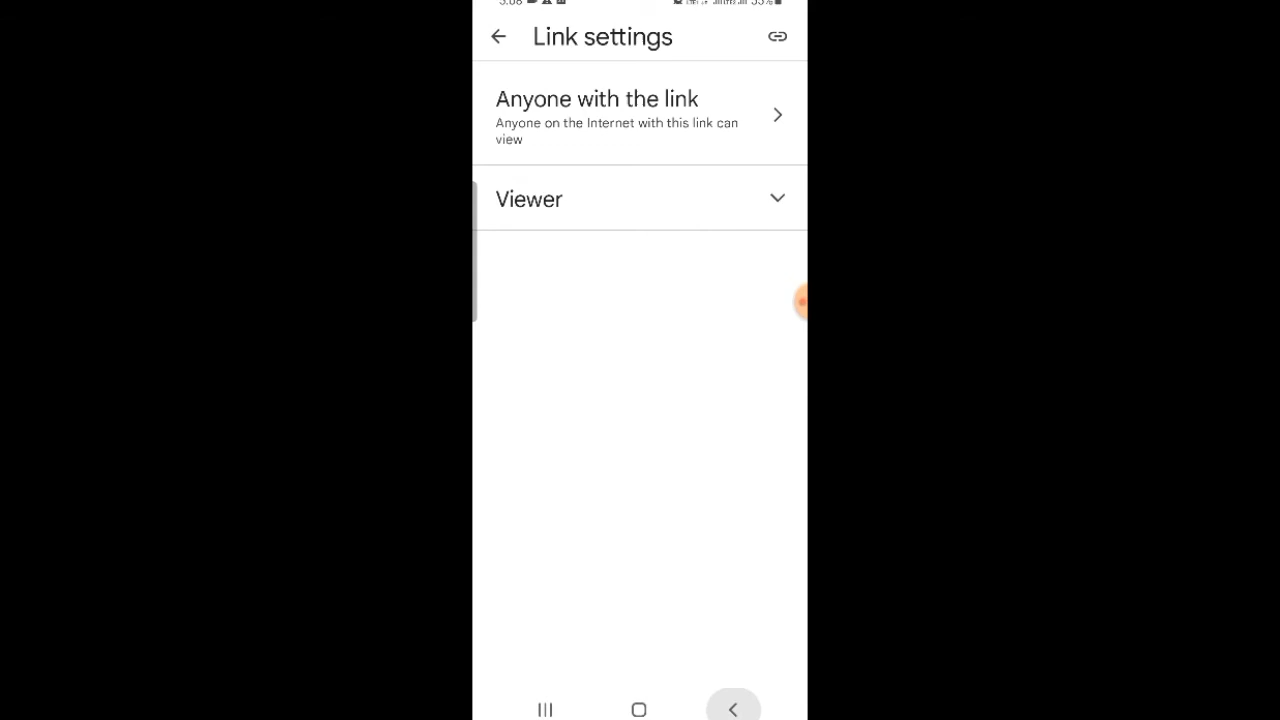 Link settings
Anyone with the link
Anyone on the Internet with this link can
view
Viewer